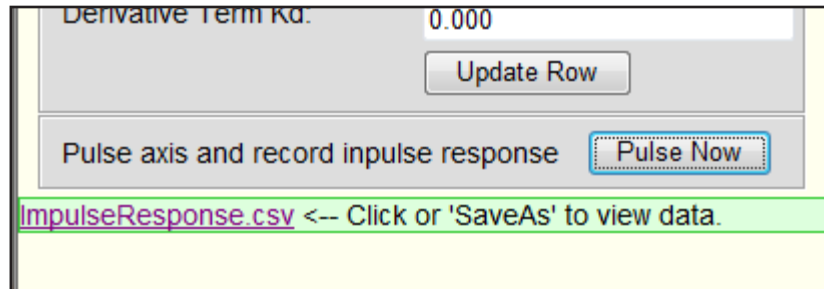 Derivative Term Kd: 0.000
Update Row
Pulse axis and record inpulse response Pulse Now
ImpulseResponse.csv <-- Click or 'SaveAs' to view data.